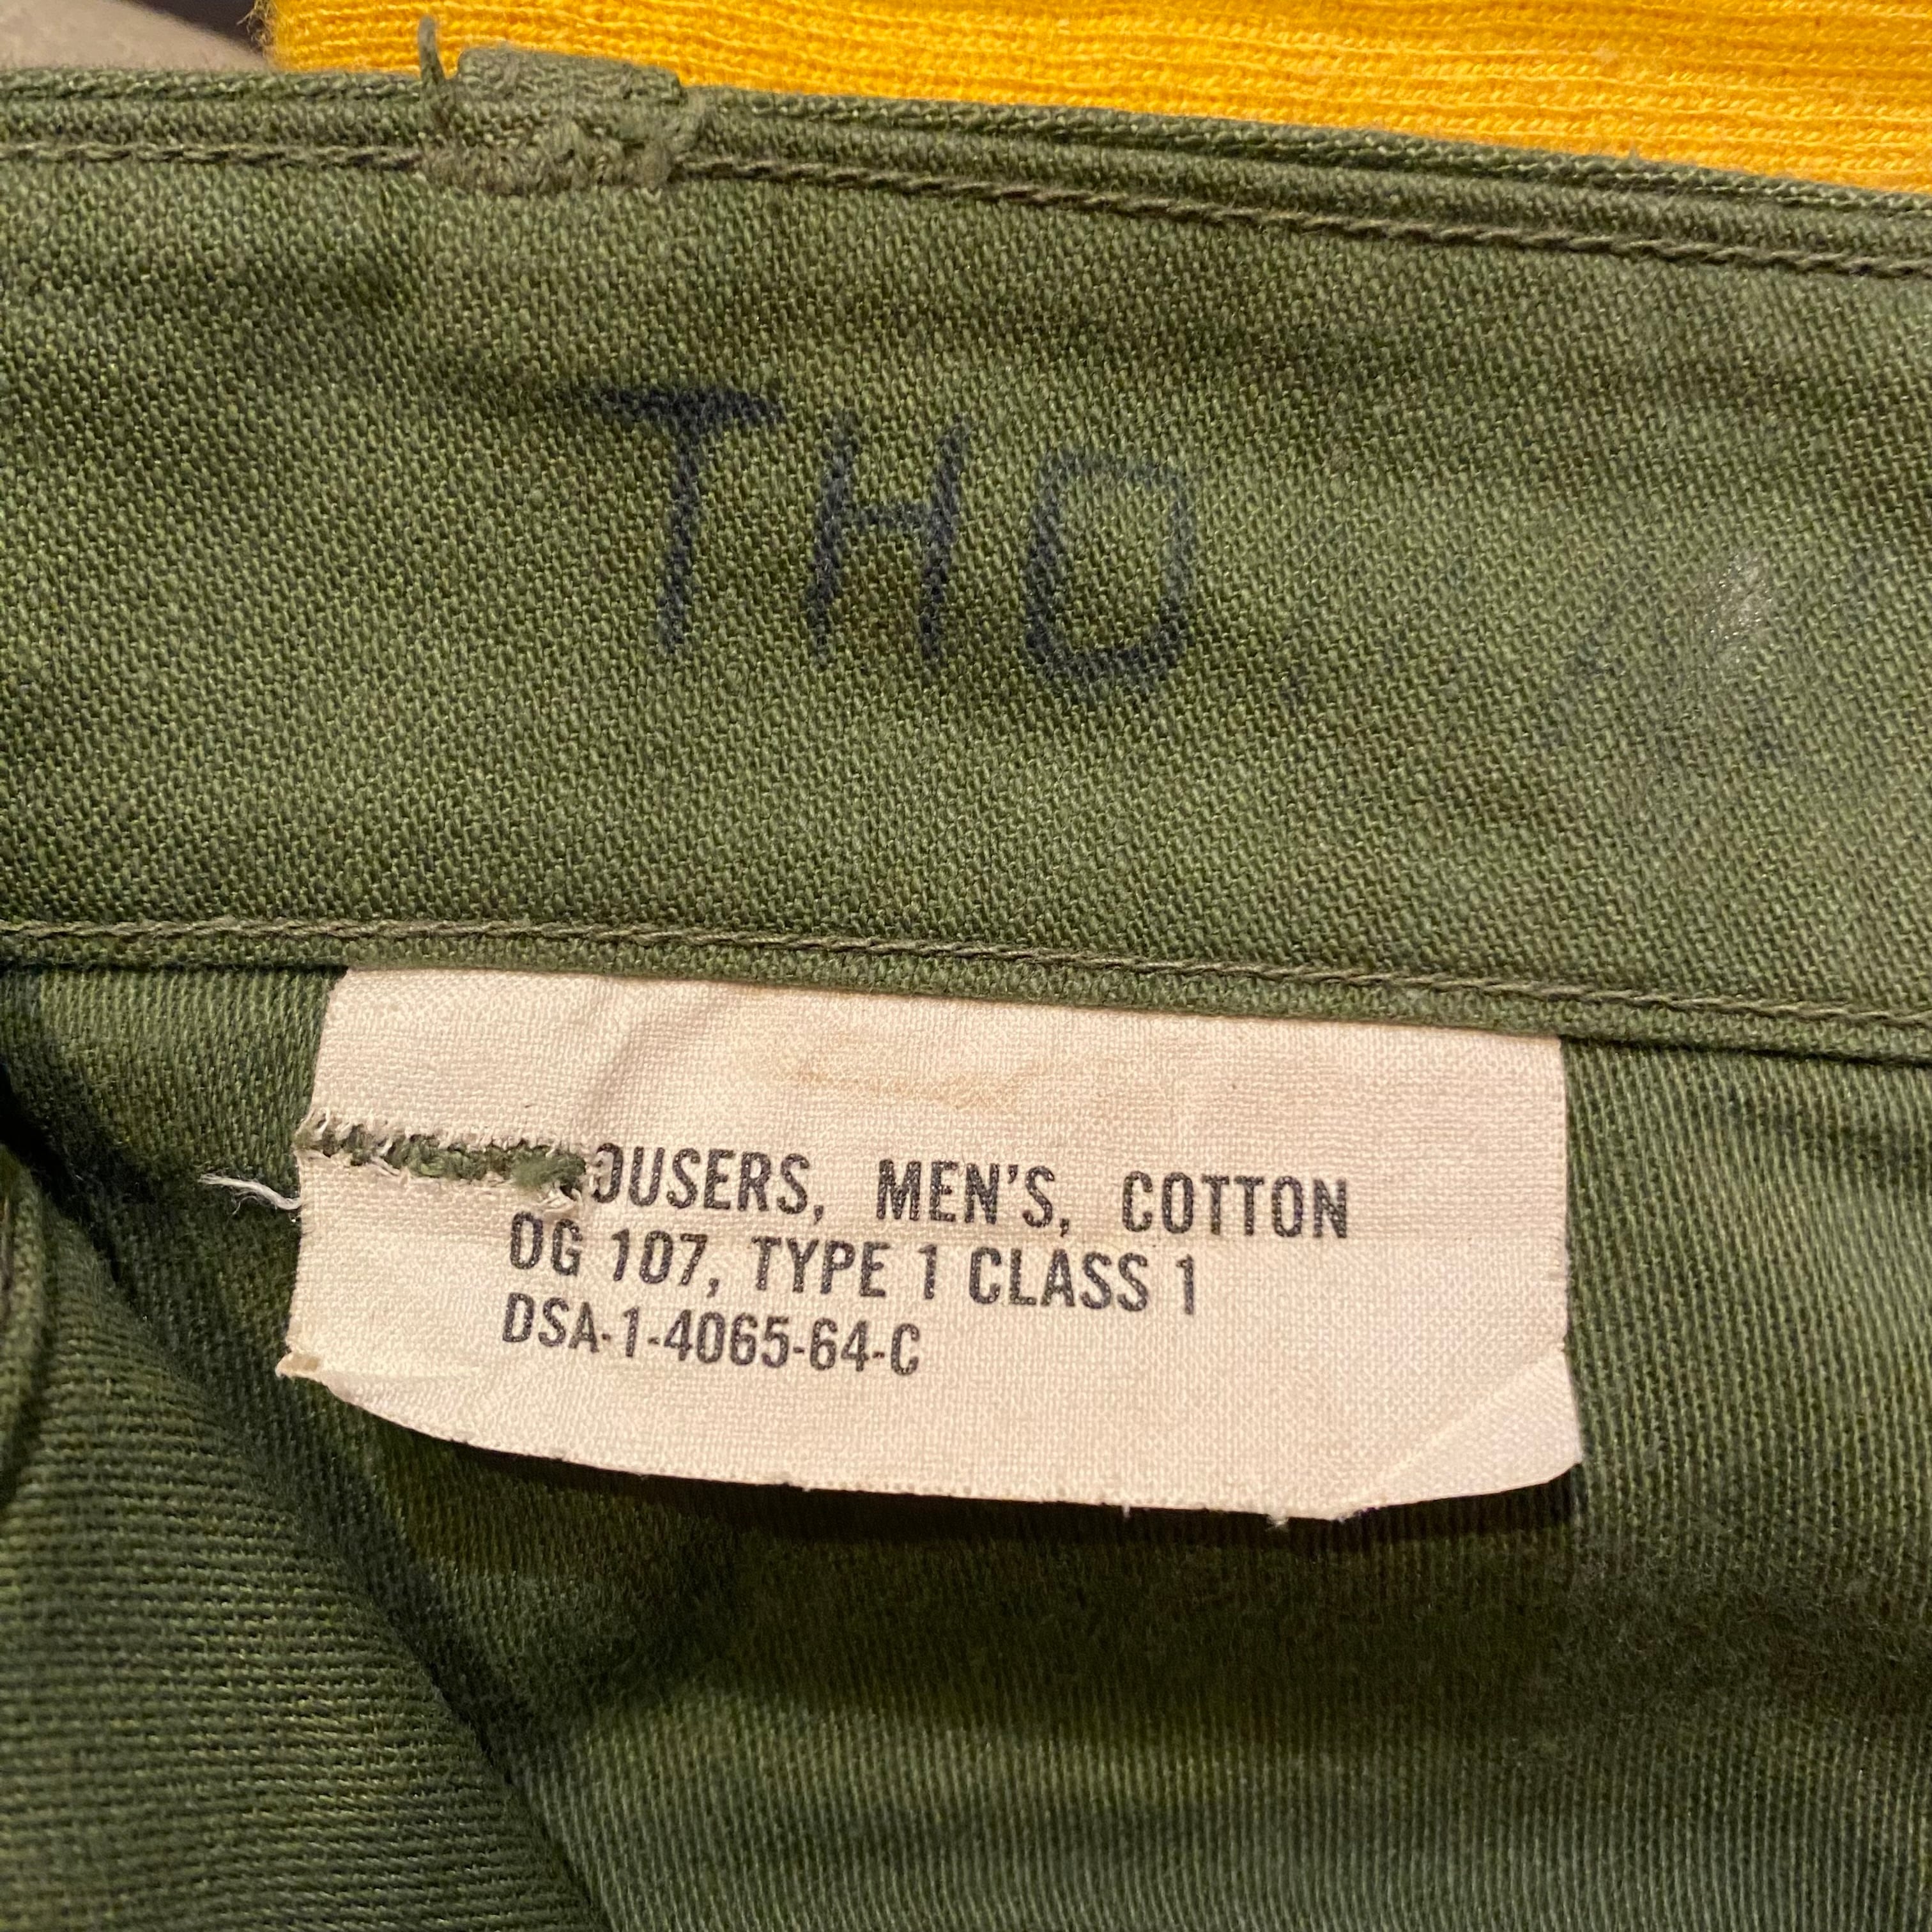 THO
OUSERS, MEN'S, COTTON
OG 107, TYPE 1 CLASS 1
DSA-1-4065-64-C